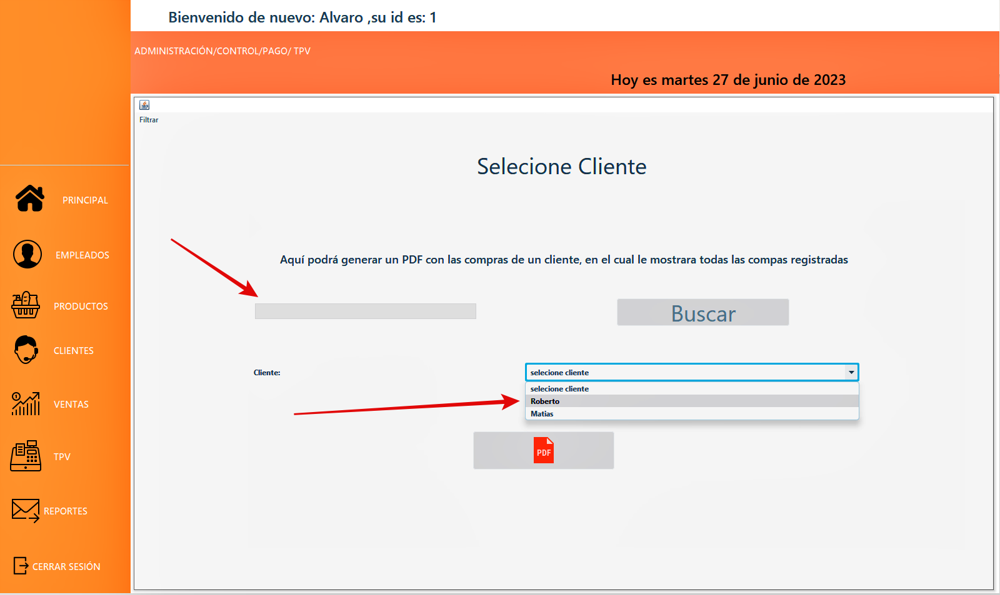 Bienvenido de nuevo: Alvaro ,su id es: 1
ADMINISTRACIÓN/CONTROL/PAGO/ TPV
Hoy es martes 27 de junio de 2023
Filtrar
Selecione Cliente
PRINCIPAL
EMPLEADOS
PRODUCTOS
CLIENTES
VENTAS
TPV
REPORTES
CERRAR SESIÓN
Aquí podrá generar un PDF con las compras de un cliente, en el cual le mostrara todas las compas registradas
Buscar
Cliente:
selecione cliente
selecione cliente
Roberto
Matias
PDF